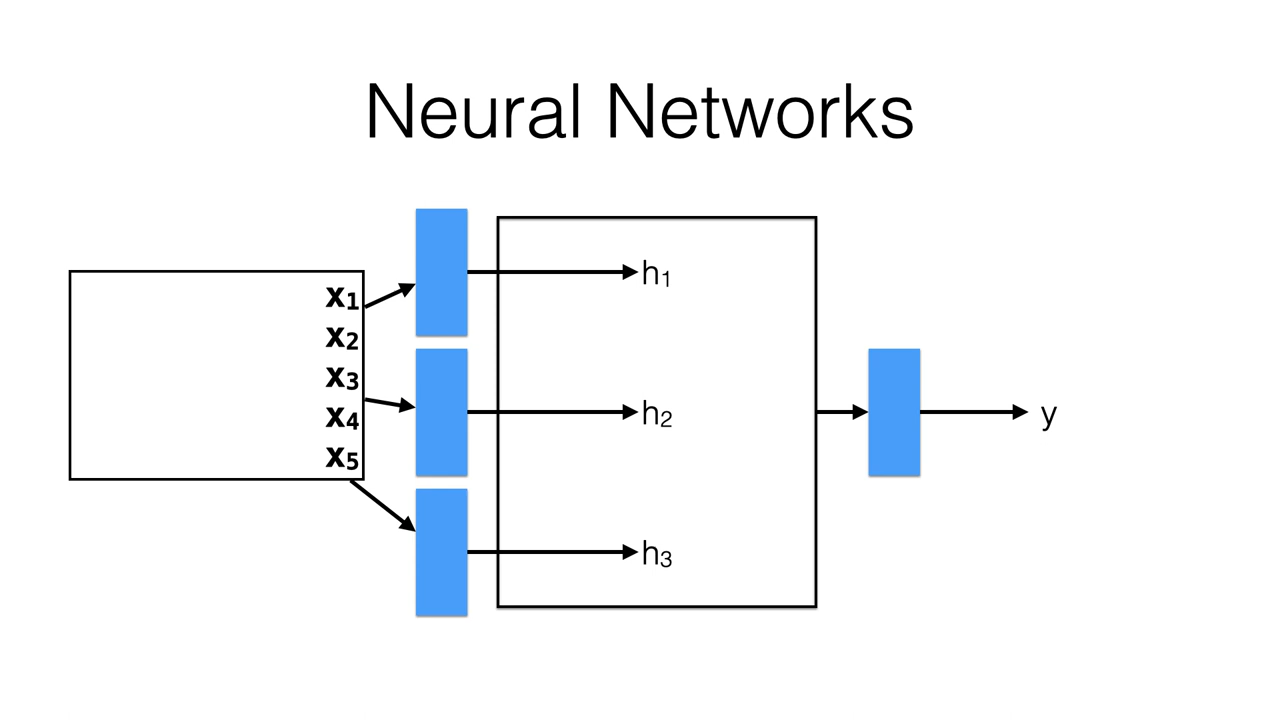 Neural Networks
x₁
x₂
x₃
x₄
x₅
h₁
h₂
h₃
y